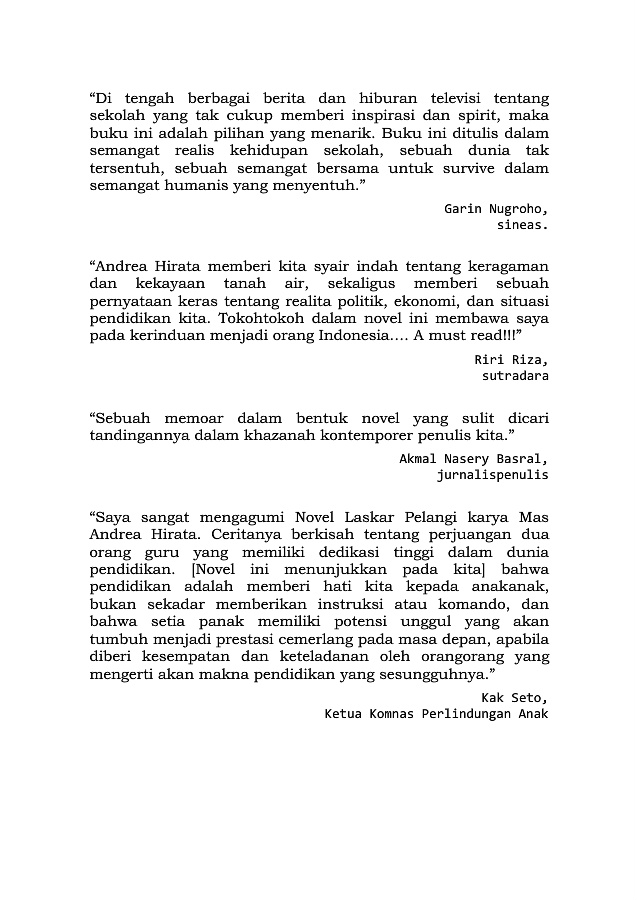 “Di tengah berbagai berita dan hiburan televisi tentang
sekolah yang tak cukup memberi inspirasi dan spirit, maka
buku ini adalah pilihan yang menarik. Buku ini ditulis dalam
semangat realis kehidupan sekolah, sebuah dunia tak
tersentuh, sebuah semangat bersama untuk survive dalam
semangat humanis yang menyentuh.”
Garin Nugroho,
sineas.
“Andrea Hirata memberi kita syair indah tentang keragaman
dan kekayaan tanah air, sekaligus memberi sebuah
pernyataan keras tentang realita politik, ekonomi, dan situasi
pendidikan kita. Tokohtokoh dalam novel ini membawa saya
pada kerinduan menjadi orang Indonesia.... A must read!!!”
Riri Riza,
sutradara
“Sebuah memoar dalam bentuk novel yang sulit dicari
tandingannya dalam khazanah kontemporer penulis kita.”
Akmal Nasery Basral,
jurnalispenulis
“Saya sangat mengagumi Novel Laskar Pelangi karya Mas
Andrea Hirata. Ceritanya berkisah tentang perjuangan dua
orang guru yang memiliki dedikasi tinggi dalam dunia
pendidikan. [Novel ini menunjukkan pada kita] bahwa
pendidikan adalah memberi hati kita kepada anakanak,
bukan sekadar memberikan instruksi atau komando, dan
bahwa setia panak memiliki potensi unggul yang akan
tumbuh menjadi prestasi cemerlang pada masa depan, apabila
diberi kesempatan dan keteladanan oleh orangorang yang
mengerti akan makna pendidikan yang sesungguhnya.”
Kak Seto,
Ketua Komnas Perlindungan Anak